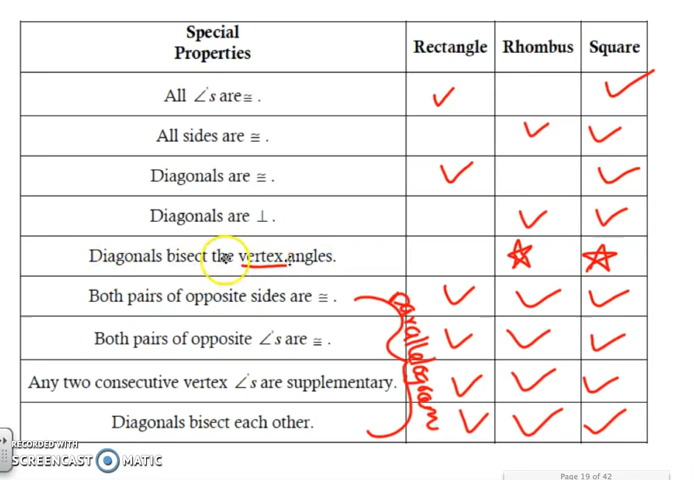 Special
Properties
Rectangle
Rhombus
Square
All ∠'s are ≅ .
All sides are ≅ .
Diagonals are ≅ .
Diagonals are ⊥ .
Diagonals bisect the vertex angles.
Both pairs of opposite sides are ≅ .
Both pairs of opposite ∠'s are ≅ .
Any two consecutive vertex ∠'s are supplementary.
Diagonals bisect each other.
parallelogram
RECORDED WITH
SCREENCAST MATIC
Page 19 of 42